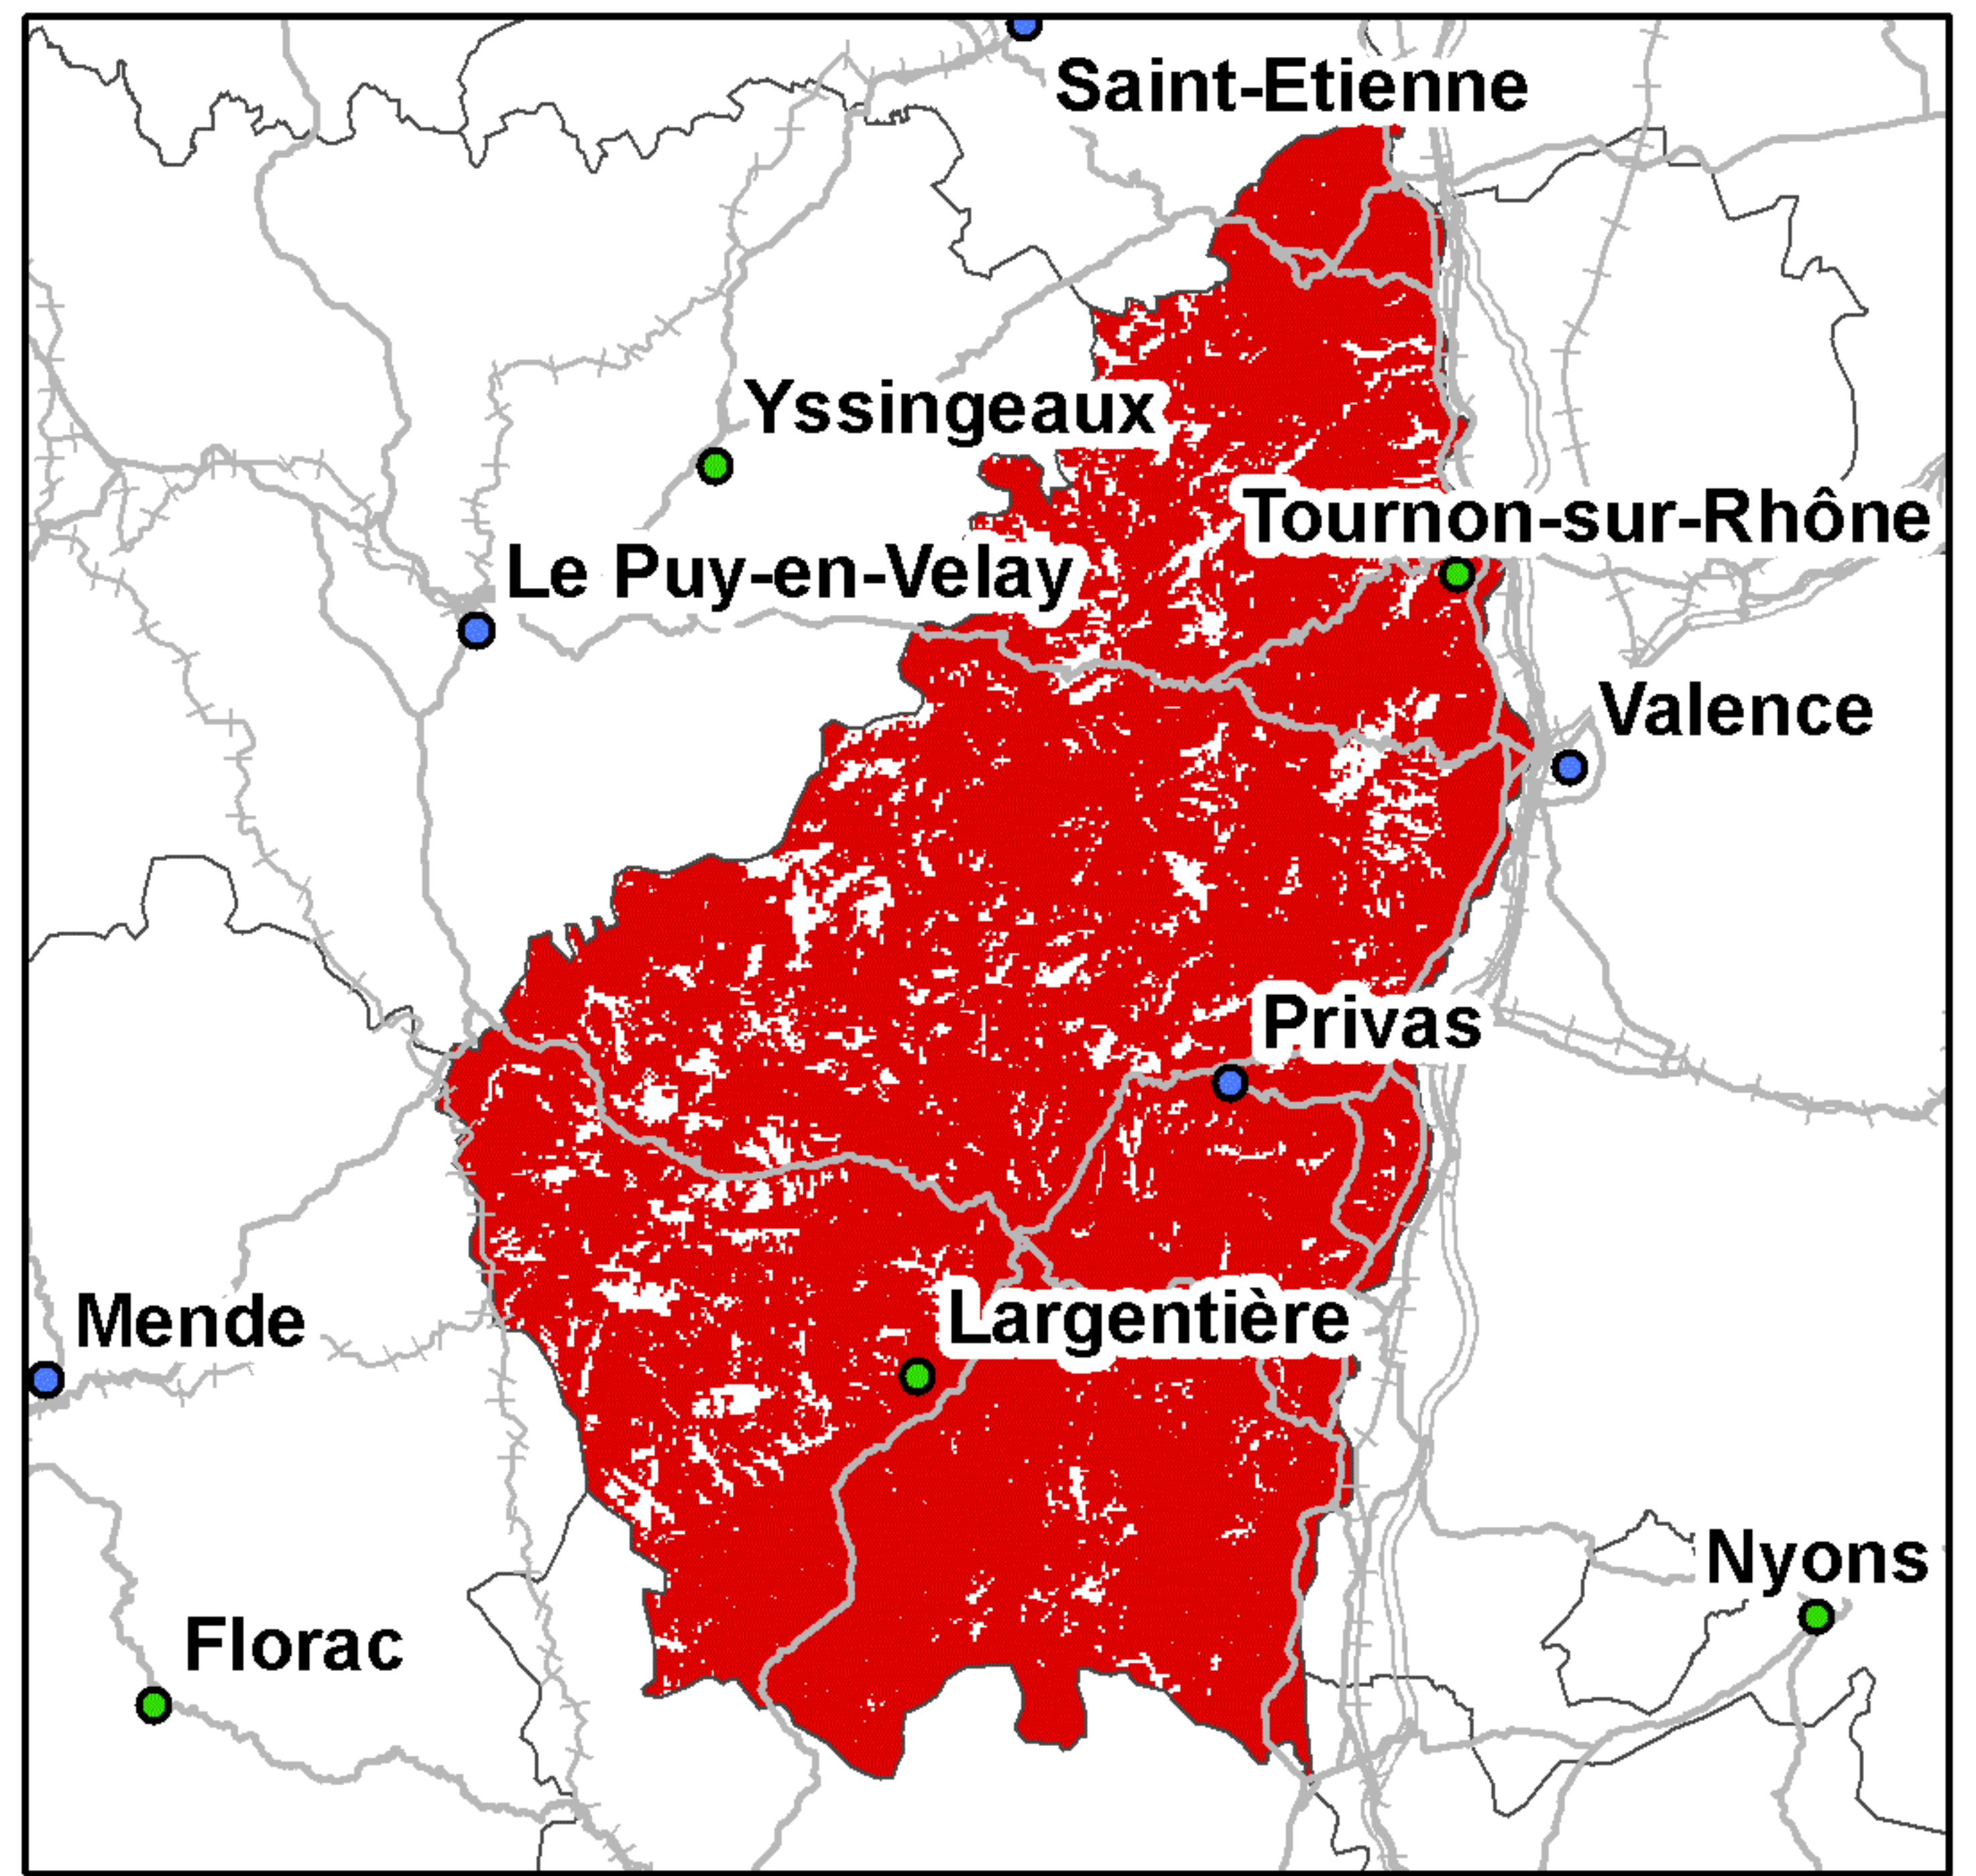 Saint-Etienne
Yssingeaux
Tournon-sur-Rhône
Le Puy-en-Velay
Valence
Privas
Largentière
Mende
Nyons
Florac